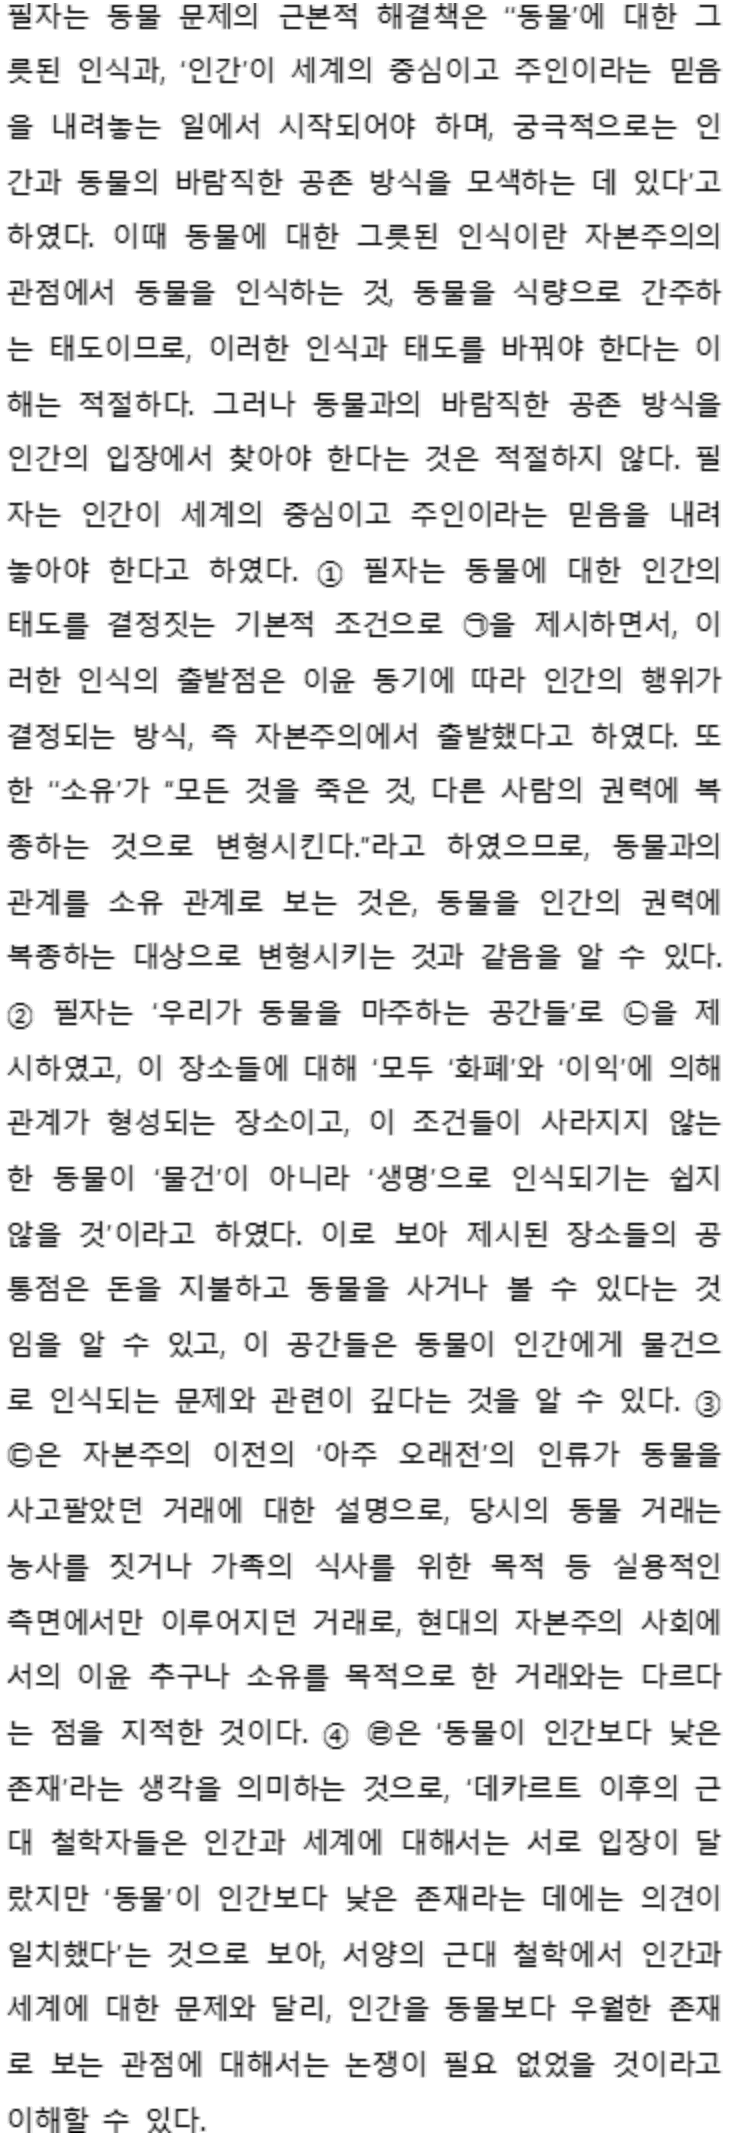 필자는 동물 문제의 근본적 해결책은 “동물’에 대한 그
릇된 인식과, ‘인간’이 세계의 중심이고 주인이라는 믿음
을 내려놓는 일에서 시작되어야 하며, 궁극적으로는 인
간과 동물의 바람직한 공존 방식을 모색하는 데 있다’고
하였다. 이때 동물에 대한 그릇된 인식이란 자본주의의
관점에서 동물을 인식하는 것, 동물을 식량으로 간주하
는 태도이므로, 이러한 인식과 태도를 바꿔야 한다는 이
해는 적절하다. 그러나 동물과의 바람직한 공존 방식을
인간의 입장에서 찾아야 한다는 것은 적절하지 않다. 필
자는 인간이 세계의 중심이고 주인이라는 믿음을 내려
놓아야 한다고 하였다. ① 필자는 동물에 대한 인간의
태도를 결정짓는 기본적 조건으로 ㉠을 제시하면서, 이
러한 인식의 출발점은 이윤 동기에 따라 인간의 행위가
결정되는 방식, 즉 자본주의에서 출발했다고 하였다. 또
한 “소유’가 “모든 것을 죽은 것, 다른 사람의 권력에 복
종하는 것으로 변형시킨다.”라고 하였으므로, 동물과의
관계를 소유 관계로 보는 것은, 동물을 인간의 권력에
복종하는 대상으로 변형시키는 것과 같음을 알 수 있다.
② 필자는 ‘우리가 동물을 마주하는 공간들’로 ㉡을 제
시하였고, 이 장소들에 대해 ‘모두 ‘화폐’와 ‘이익’에 의해
관계가 형성되는 장소이고, 이 조건들이 사라지지 않는
한 동물이 ‘물건’이 아니라 ‘생명’으로 인식되기는 쉽지
않을 것’이라고 하였다. 이로 보아 제시된 장소들의 공
통점은 돈을 지불하고 동물을 사거나 볼 수 있다는 것
임을 알 수 있고, 이 공간들은 동물이 인간에게 물건으
로 인식되는 문제와 관련이 깊다는 것을 알 수 있다. ③
㉢은 자본주의 이전의 ‘아주 오래전’의 인류가 동물을
사고팔았던 거래에 대한 설명으로, 당시의 동물 거래는
농사를 짓거나 가족의 식사를 위한 목적 등 실용적인
측면에서만 이루어지던 거래로, 현대의 자본주의 사회에
서의 이윤 추구나 소유를 목적으로 한 거래와는 다르다
는 점을 지적한 것이다. ④ ㉣은 ‘동물이 인간보다 낮은
존재’라는 생각을 의미하는 것으로, ‘데카르트 이후의 근
대 철학자들은 인간과 세계에 대해서는 서로 입장이 달
랐지만 ‘동물’이 인간보다 낮은 존재라는 데에는 의견이
일치했다’는 것으로 보아, 서양의 근대 철학에서 인간과
세계에 대한 문제와 달리, 인간을 동물보다 우월한 존재
로 보는 관점에 대해서는 논쟁이 필요 없었을 것이라고
이해할 수 있다.